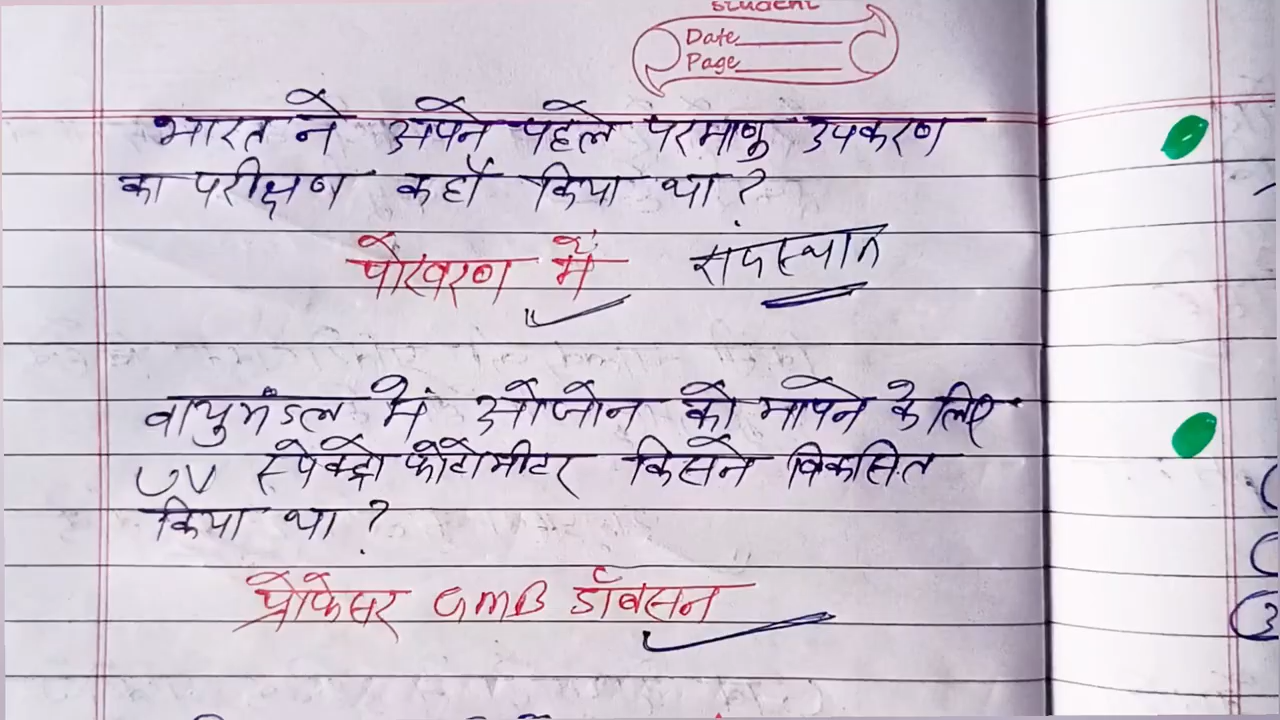 student
Date
Page
भारत ने अपने पहले परमाणु उपकरण
का परीक्षण कहाँ किया था?
पोखरण में
वायुमंडल में ओजोन को मापने के लिए
UV स्पेक्ट्रो फोटोमीटर किसने विकसित
किया था?
प्रोफेसर GMB डॉबसन